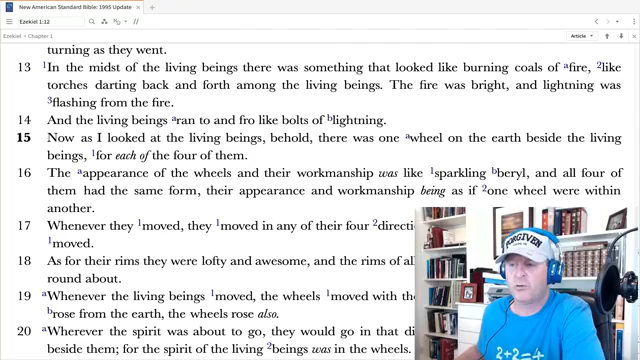 New American Standard Bible: 1995 Update
Ezekiel 1:12
Article
Ezekiel › Chapter 1
turning as they went.
13 1In the midst of the living beings there was something that looked like burning coals of afire, 2like
torches darting back and forth among the living beings. The fire was bright, and lightning was
3flashing from the fire.
14 And the living beings aran to and fro like bolts of blightning.
15 Now as I looked at the living beings, behold, there was one awheel on the earth beside the living
beings, 1for each of the four of them.
16 The aappearance of the wheels and their workmanship was like 1sparkling bberyl, and all four of
them had the same form, their appearance and workmanship being as if 2one wheel were within
another.
17 Whenever they 1moved, they 1moved in any of their four 2directi
1moved.
18 As for their rims they were lofty and awesome, and the rims of all
round about.
19 aWhenever the living beings 1moved, the wheels 1moved with the
brose from the earth, the wheels rose also.
20 aWherever the spirit was about to go, they would go in that di
beside them; for the spirit of the living 2beings was in the wheels.
FORGIVEN
2+2=4